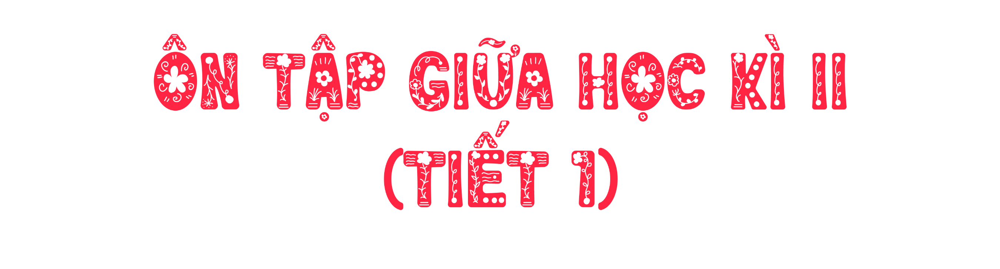 ÔN TẬP GIỮA HỌC KÌ II
(TIẾT 1)